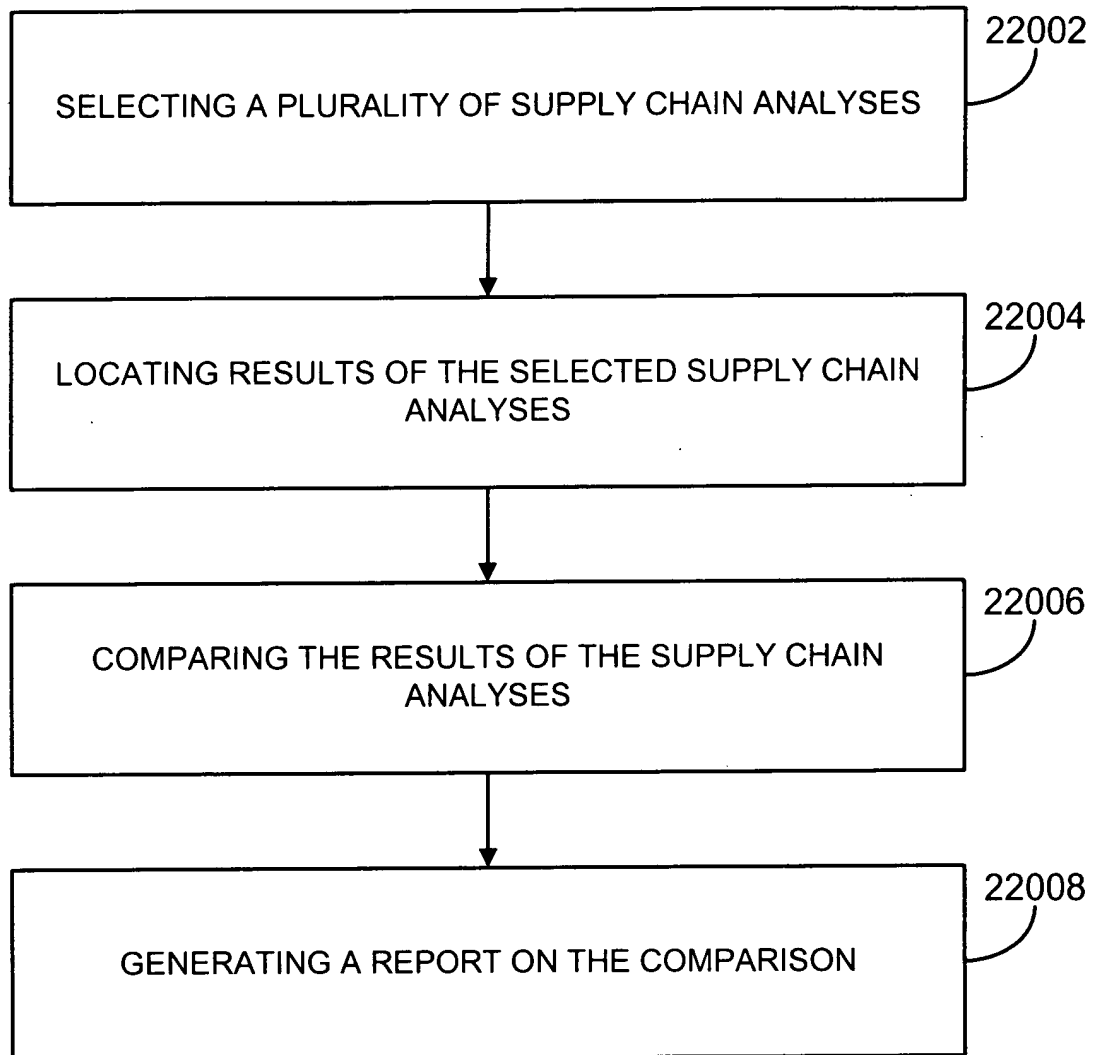 22002
SELECTING A PLURALITY OF SUPPLY CHAIN ANALYSES
22004
LOCATING RESULTS OF THE SELECTED SUPPLY CHAIN
ANALYSES
22006
COMPARING THE RESULTS OF THE SUPPLY CHAIN
ANALYSES
22008
GENERATING A REPORT ON THE COMPARISON